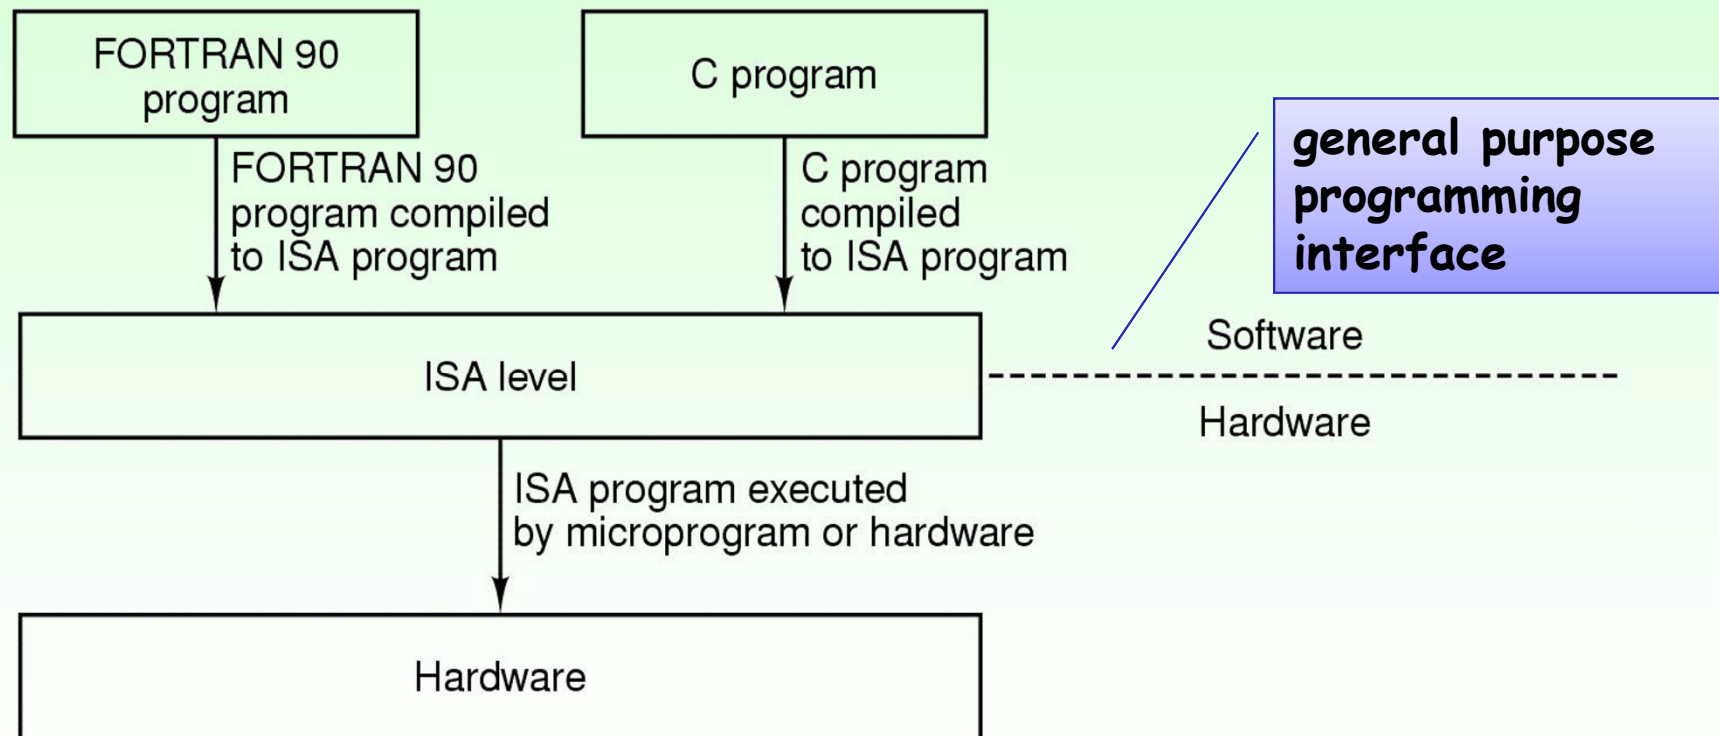 FORTRAN 90
program
C program
FORTRAN 90
program compiled
to ISA program
C program
compiled
to ISA program
general purpose
programming
interface
ISA level
Software
Hardware
ISA program executed
by microprogram or hardware
Hardware